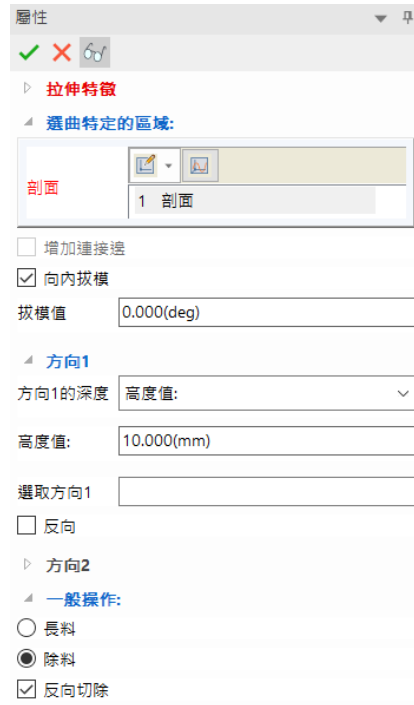 屬性
拉伸特徵
選曲特定的區域:
剖面
1 剖面
增加連接邊
向內拔模
拔模值 0.000(deg)
方向1
方向1的深度 高度值:
高度值: 10.000(mm)
選取方向1
反向
方向2
一般操作:
長料
除料
反向切除